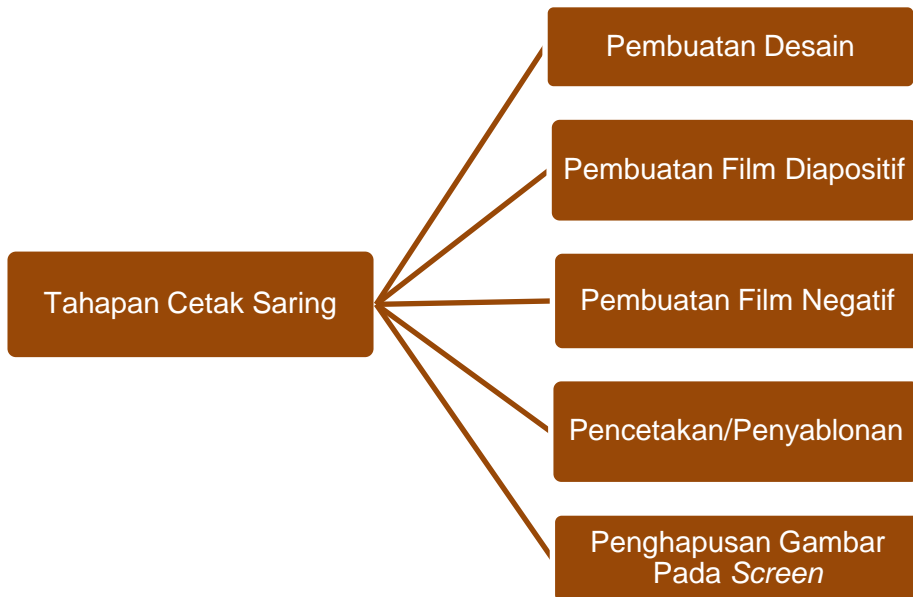 Pembuatan Desain
Pembuatan Film Diapositif
Tahapan Cetak Saring
Pembuatan Film Negatif
Pencetakan/Penyablonan
Penghapusan Gambar
Pada Screen